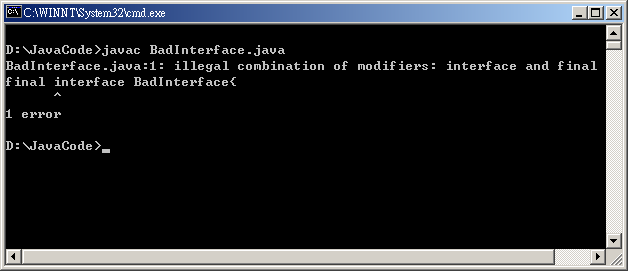 C:\WINNT\System32\cmd.exe
D:\JavaCode>javac BadInterface.java
BadInterface.java:1: illegal combination of modifiers: interface and final
final interface BadInterface{
      ^
1 error
D:\JavaCode>_